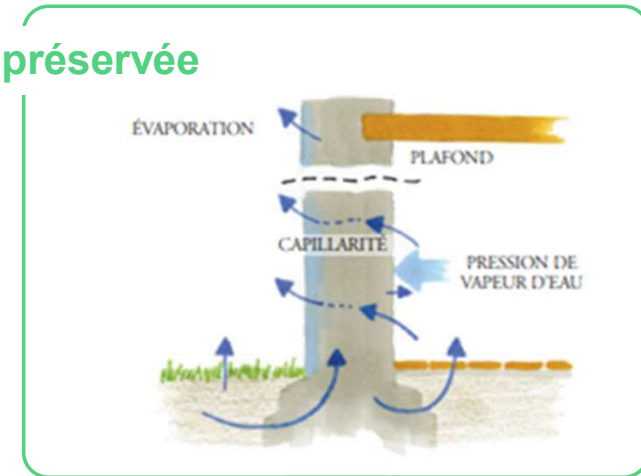 préservée
ÉVAPORATION
PLAFOND
CAPILLARITÉ
PRESSION DE
VAPEUR D'EAU